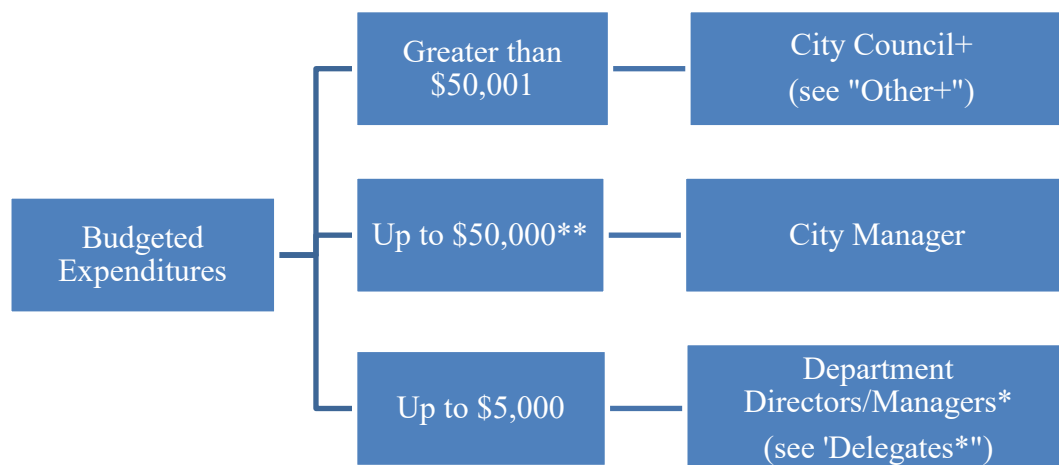 Greater than
$50,001
City Council+
(see "Other+")
Budgeted
Expenditures
Up to $50,000**
City Manager
Up to $5,000
Department
Directors/Managers*
(see 'Delegates*")